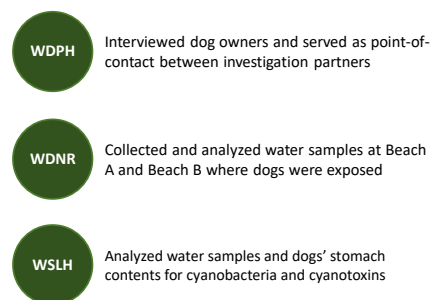 WDPH
Interviewed dog owners and served as point-of-
contact between investigation partners
WDNR
Collected and analyzed water samples at Beach
A and Beach B where dogs were exposed
WSLH
Analyzed water samples and dogs' stomach
contents for cyanobacteria and cyanotoxins